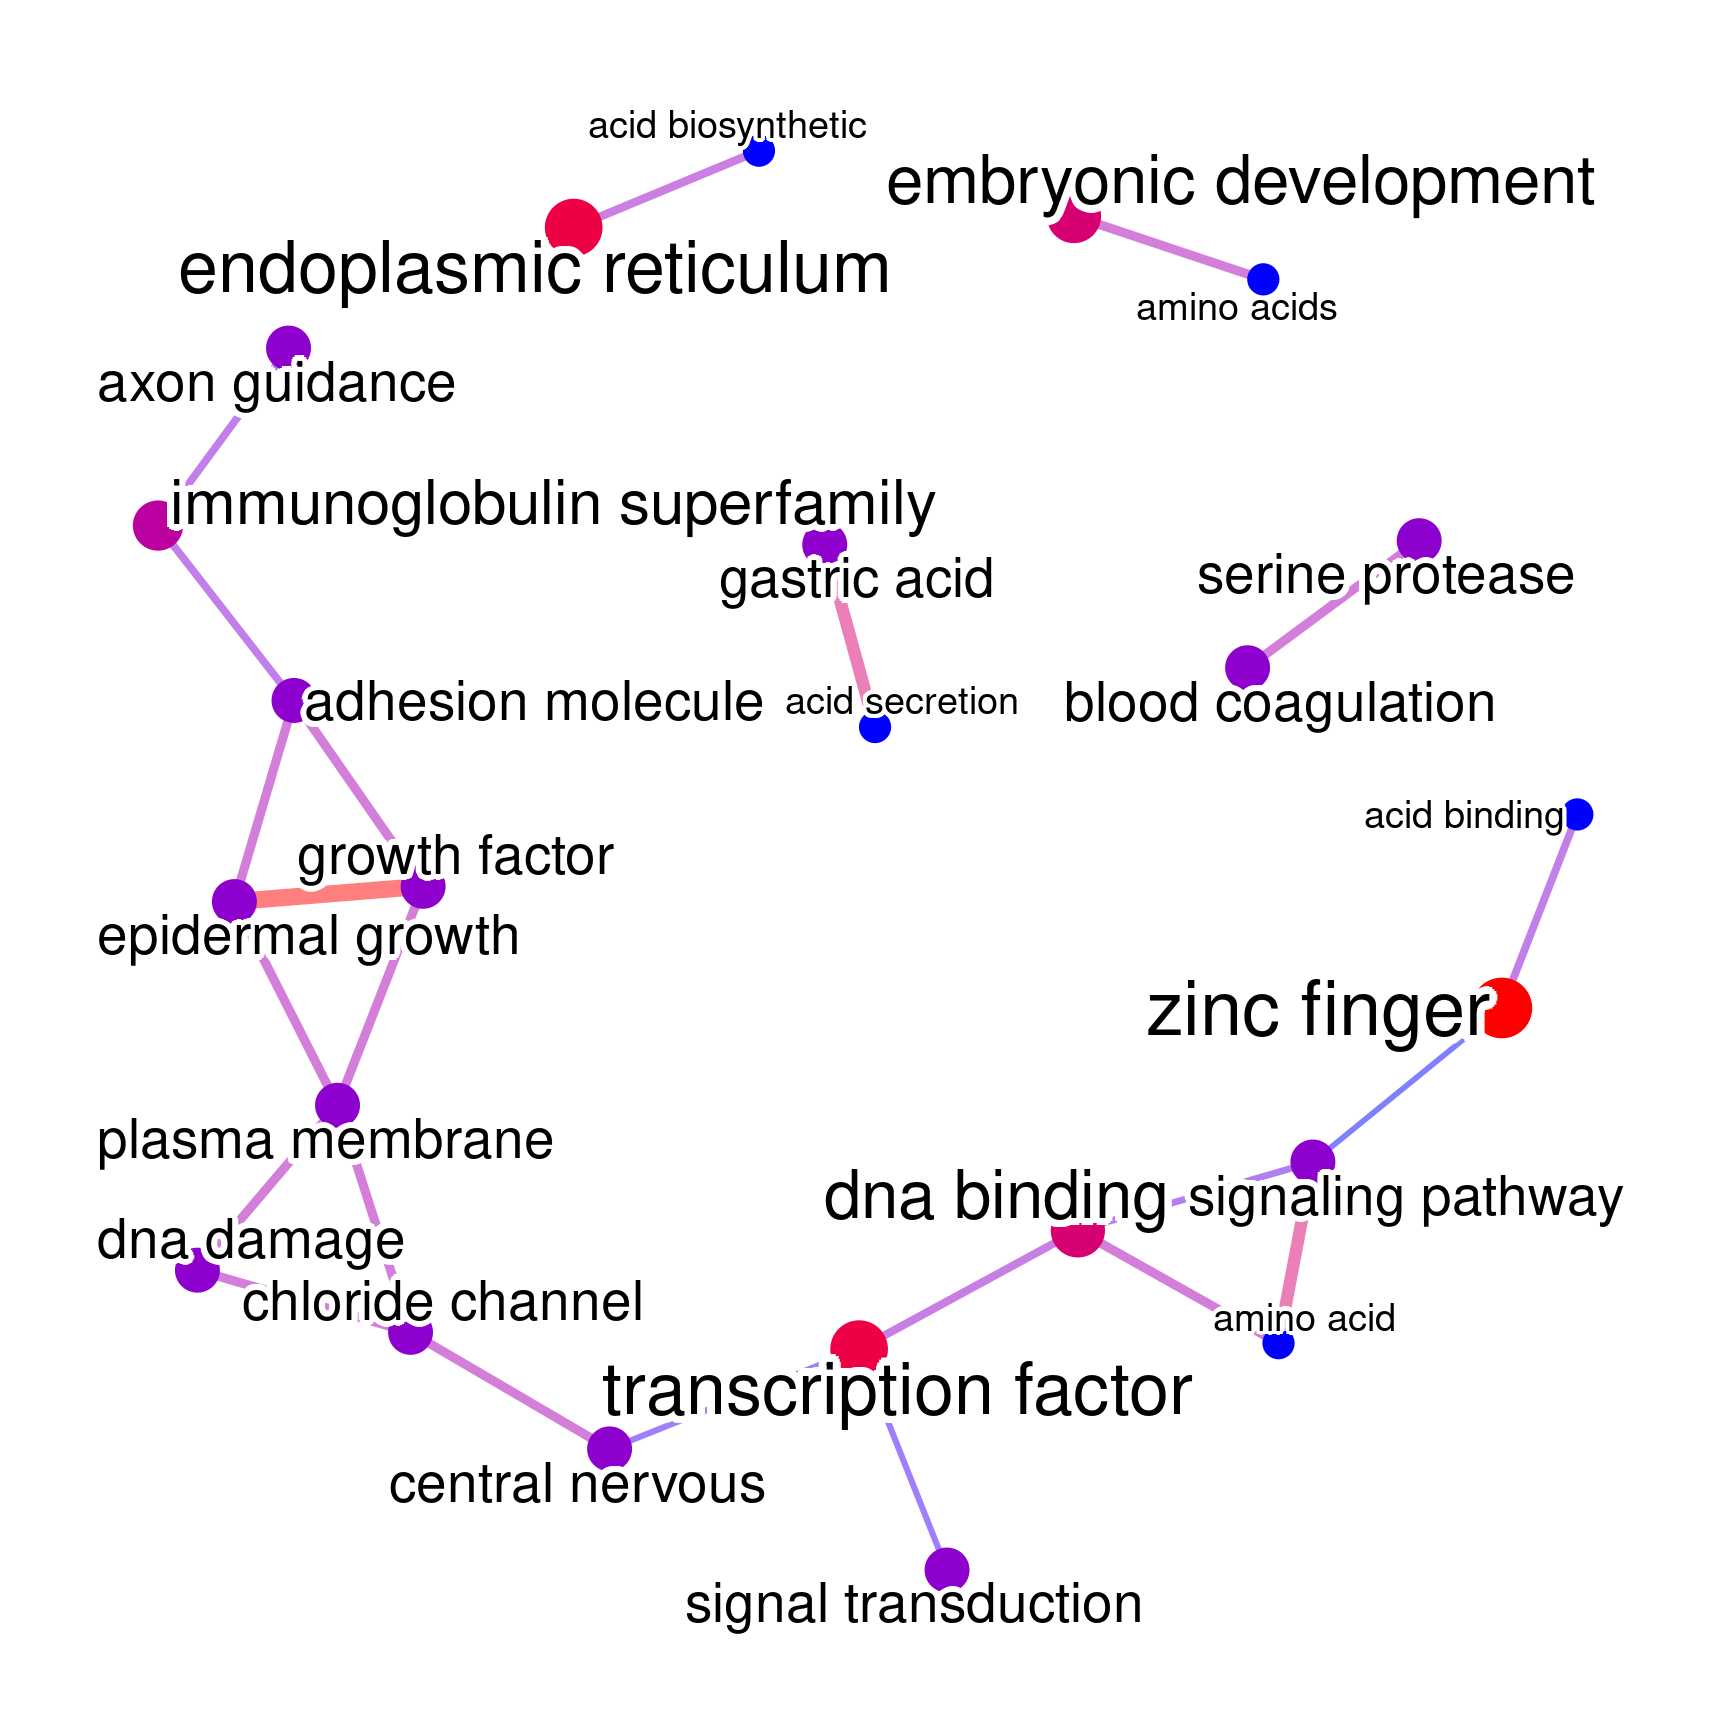 acid biosynthetic
embryonic development
endoplasmic reticulum
amino acids
axon guidance
immunoglobulin superfamily
gastric acid
serine protease
adhesion molecule
acid secretion
blood coagulation
acid binding
growth factor
epidermal growth
zinc finger
plasma membrane
dna binding
signaling pathway
dna damage
chloride channel
amino acid
transcription factor
central nervous
signal transduction